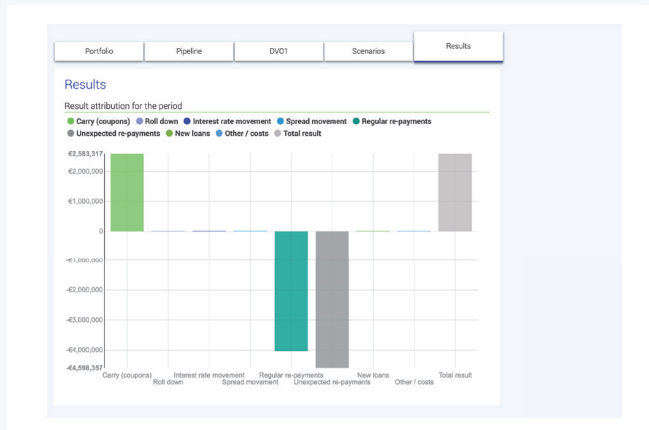 Portfolio Pipeline DV01 Scenarios Results
Results
Result attribution for the period
Carry (coupons) Roll down Interest rate movement Spread movement Regular re-payments
Unexpected re-payments New loans Other / costs Total result
€2,583,317
€2,000,000
€1,000,000
0
-€1,000,000
-€2,000,000
-€3,000,000
-€4,000,000
-€4,598,357
Carry (coupons) Interest rate movement Regular re-payments New loans Total result
Roll down Spread movement Unexpected re-payments Other / costs